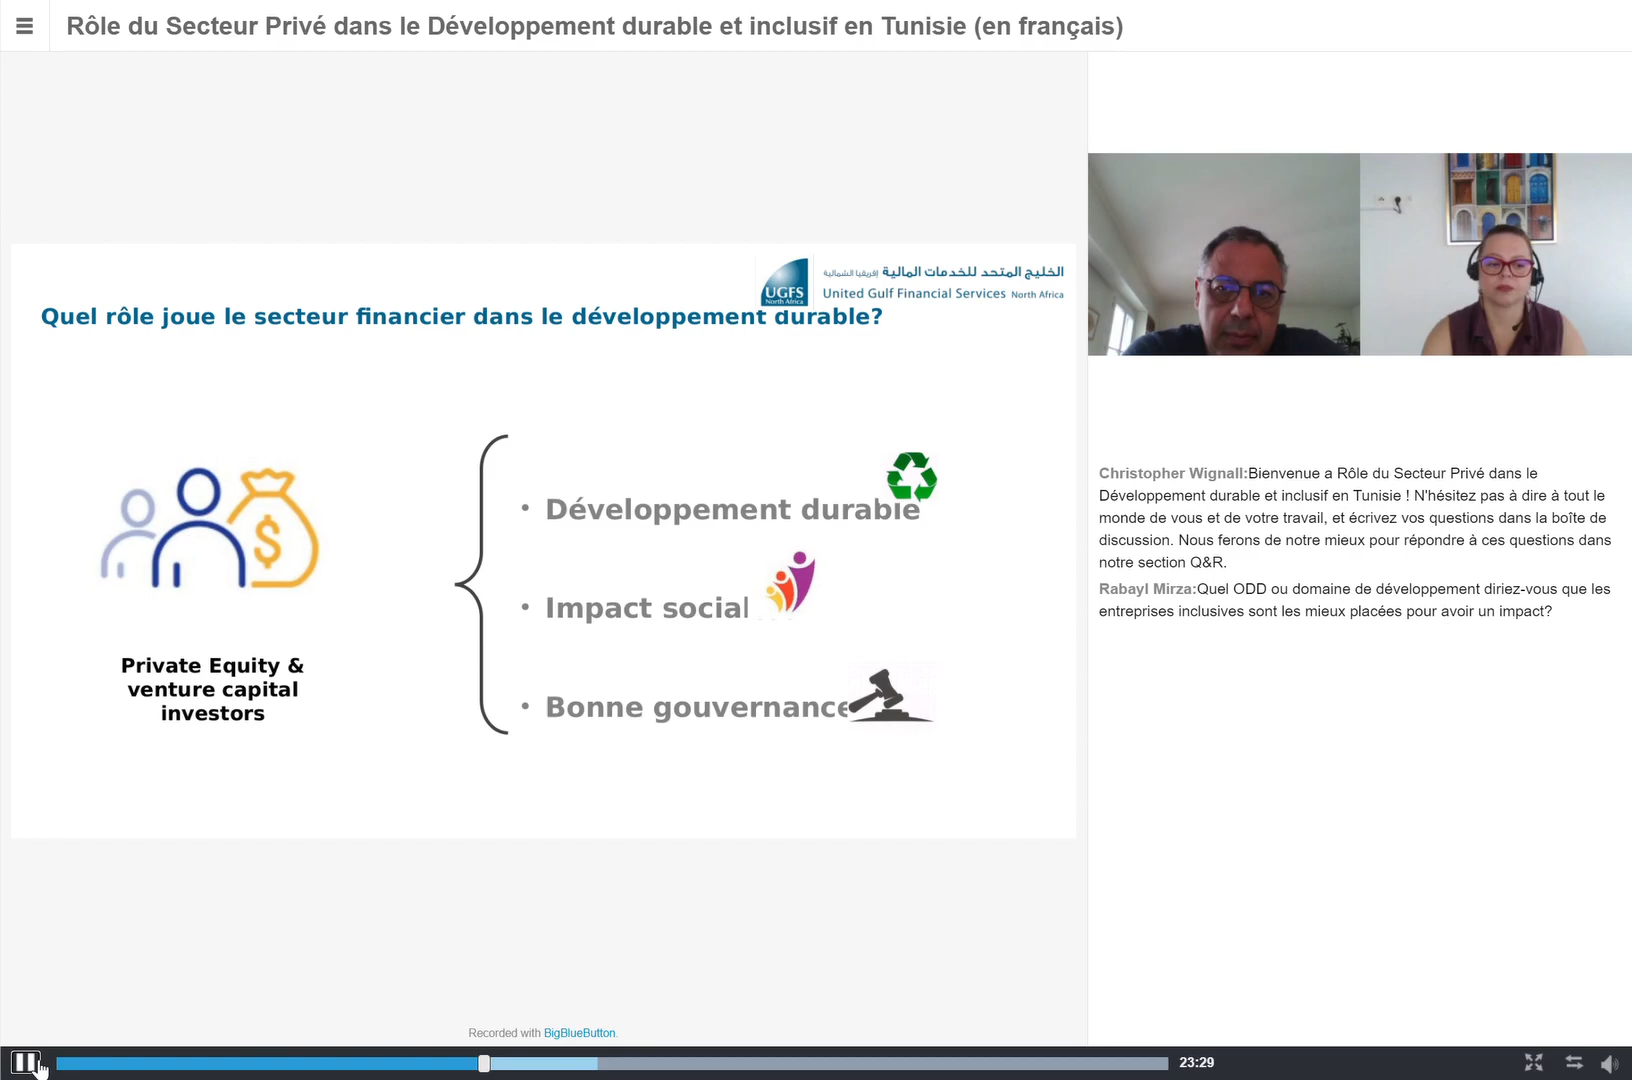 Rôle du Secteur Privé dans le Développement durable et inclusif en Tunisie (en français)
الخليج المتحد للخدمات المالية إفريقيا الشمالية
UGFS
North Africa
United Gulf Financial Services North Africa
Quel rôle joue le secteur financier dans le développement durable?
• Développement durable
• Impact social
• Bonne gouvernance
Private Equity &
venture capital
investors
Christopher Wignall:Bienvenue a Rôle du Secteur Privé dans le
Développement durable et inclusif en Tunisie ! N'hésitez pas à dire à tout le
monde de vous et de votre travail, et écrivez vos questions dans la boîte de
discussion. Nous ferons de notre mieux pour répondre à ces questions dans
notre section Q&R.
Rabayl Mirza:Quel ODD ou domaine de développement diriez-vous que les
entreprises inclusives sont les mieux placées pour avoir un impact?
Recorded with BigBlueButton.
23:29